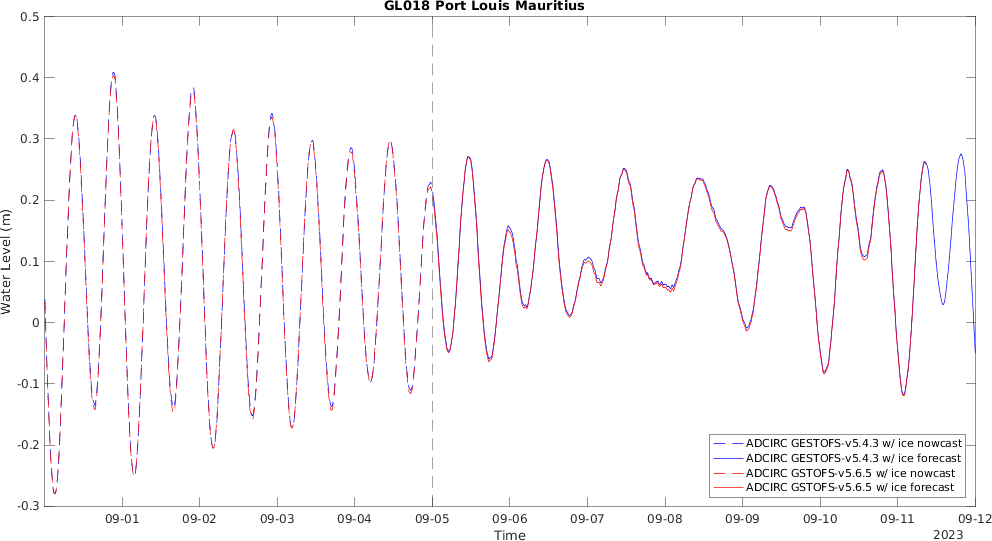 GL018 Port Louis Mauritius
0.5
0.4
0.3
0.2
0.1
0
-0.1
-0.2
-0.3
Water Level (m)
ADCIRC GESTOFS-v5.4.3 w/ ice nowcast
ADCIRC GESTOFS-v5.4.3 w/ ice forecast
ADCIRC GSTOFS-v5.6.5 w/ ice nowcast
ADCIRC GSTOFS-v5.6.5 w/ ice forecast
09-01 09-02 09-03 09-04 09-05 09-06 09-07 09-08 09-09 09-10 09-11 09-12
Time
2023